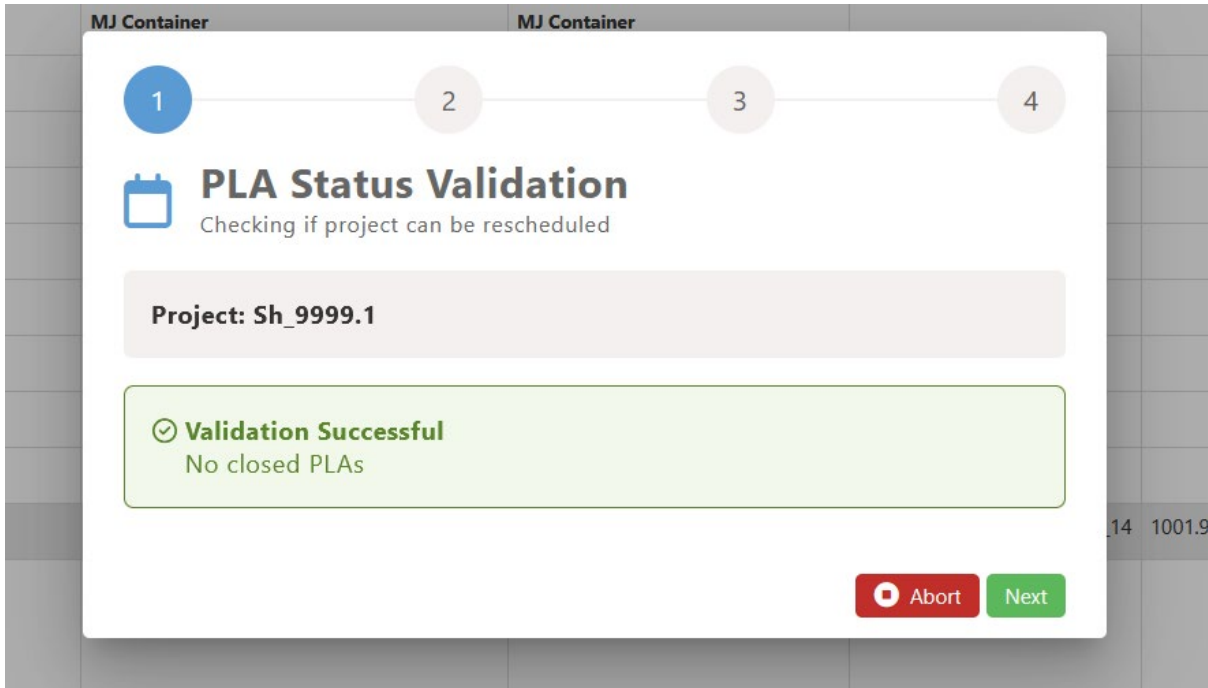 MJ Container MJ Container
1 2 3 4
PLA Status Validation
Checking if project can be rescheduled
Project: Sh_9999.1
Validation Successful
No closed PLAs
_14 1001.9
Abort Next